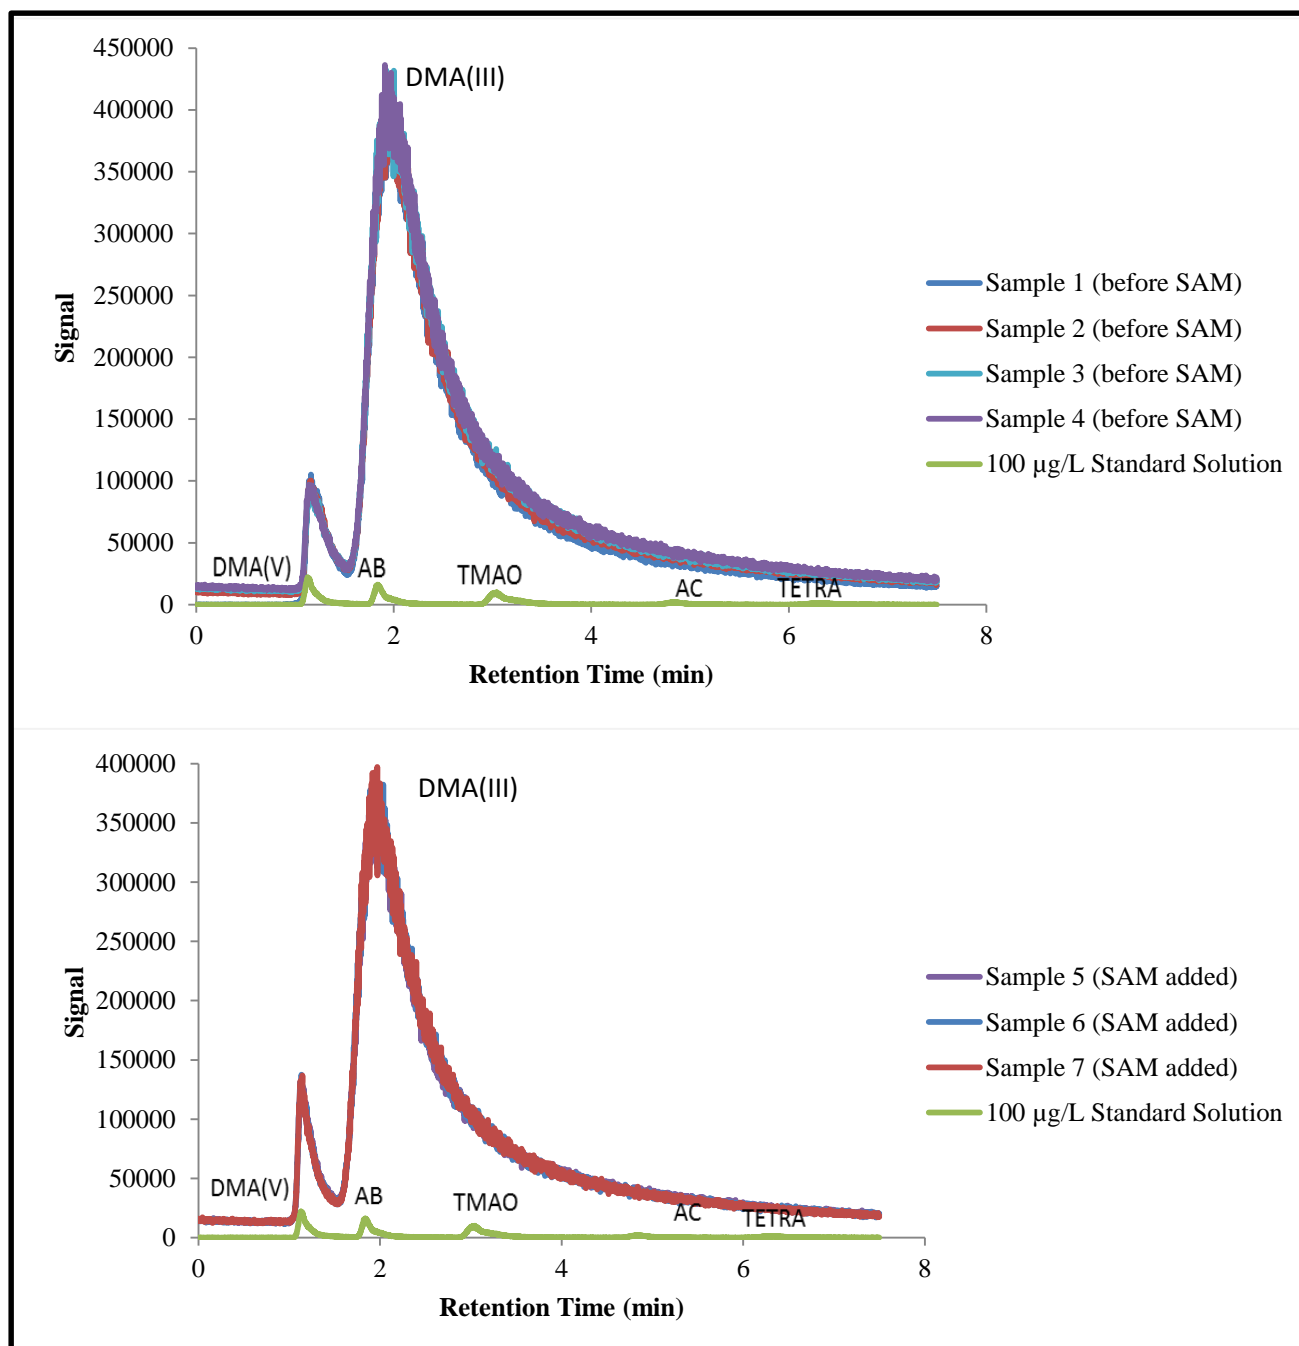 450000
400000
350000
300000
250000
200000
150000
100000
50000
0
Signal
DMA(III)
DMA(V)
AB
TMAO
AC
TETRA
0 2 4 6 8
Retention Time (min)
Sample 1 (before SAM)
Sample 2 (before SAM)
Sample 3 (before SAM)
Sample 4 (before SAM)
100 µg/L Standard Solution
400000
350000
300000
250000
200000
150000
100000
50000
0
Signal
DMA(III)
DMA(V)
AB
TMAO
AC
TETRA
0 2 4 6 8
Retention Time (min)
Sample 5 (SAM added)
Sample 6 (SAM added)
Sample 7 (SAM added)
100 µg/L Standard Solution